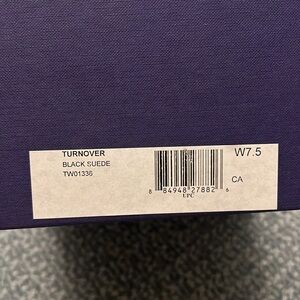 TURNOVER
BLACK SUEDE
TW01336
W7.5
8 84948 27882 6
UPC
CA